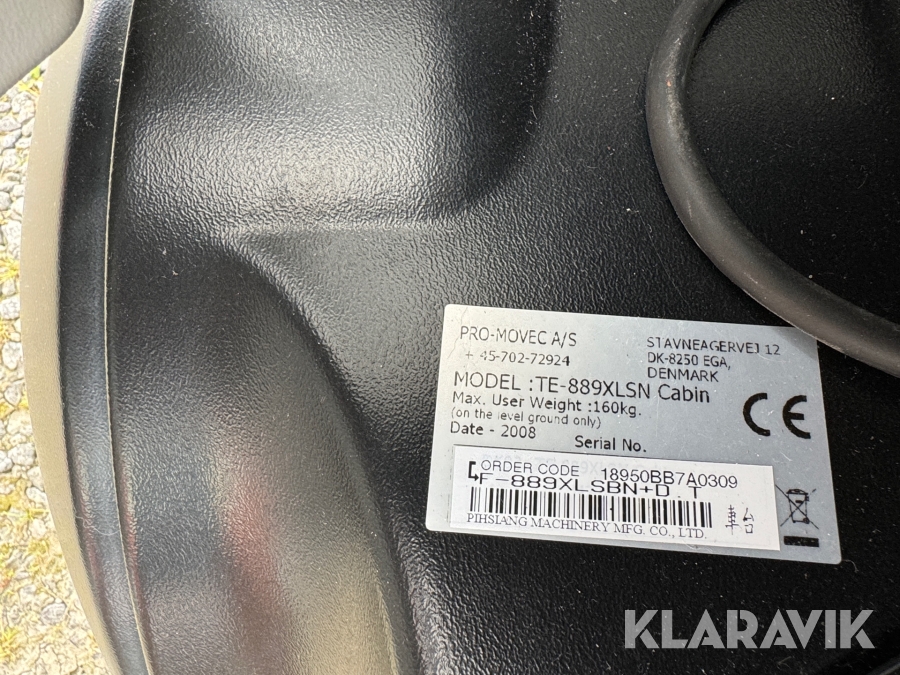 PRO-MOVEC A/S
+ 45-702-72924
STAVNEAGERVEJ 12
DK-8250 EGA,
DENMARK
MODEL :TE-889XLSN Cabin
Max. User Weight :160kg.
(on the level ground only)
Date - 2008
Serial No.
CE
ORDER CODE 18950BB7A0309
F-889XLSBN+D T
PIHSIANG MACHINERY MFG. CO., LTD.
KLARAVIK